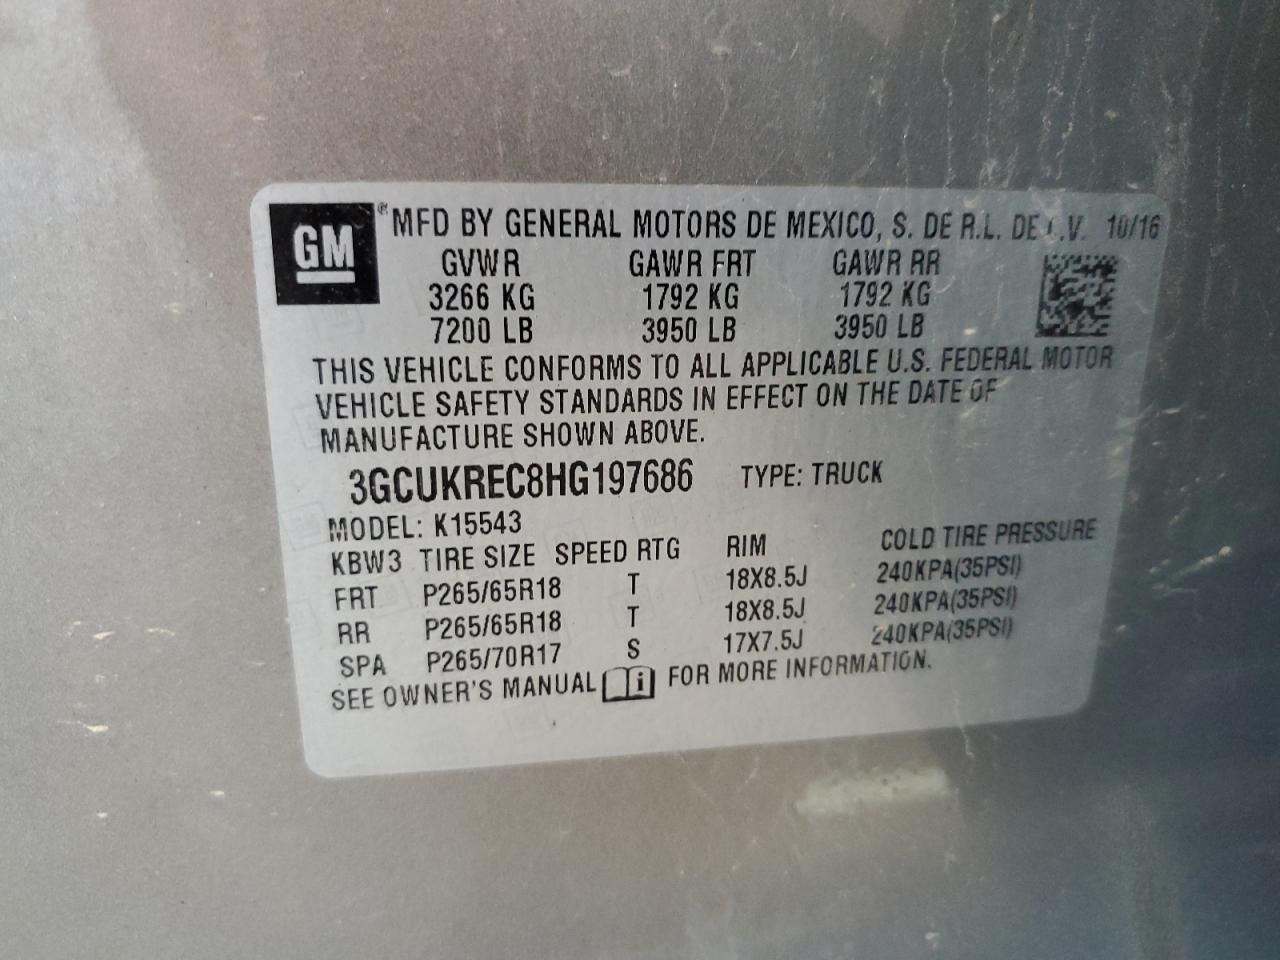 GM ® MFD BY GENERAL MOTORS DE MEXICO, S. DE R.L. DE C.V. 10/16
GVWR GAWR FRT GAWR RR
3266 KG 1792 KG 1792 KG
7200 LB 3950 LB 3950 LB
THIS VEHICLE CONFORMS TO ALL APPLICABLE U.S. FEDERAL MOTOR
VEHICLE SAFETY STANDARDS IN EFFECT ON THE DATE OF
MANUFACTURE SHOWN ABOVE.
3GCUKREC8HG197686 TYPE: TRUCK
MODEL: K15543
KBW3 TIRE SIZE SPEED RTG RIM COLD TIRE PRESSURE
FRT P265/65R18 T 18X8.5J 240KPA(35PSI)
RR P265/65R18 T 18X8.5J 240KPA(35PSI)
SPA P265/70R17 S 17X7.5J 240KPA(35PSI)
SEE OWNER'S MANUAL i FOR MORE INFORMATION.